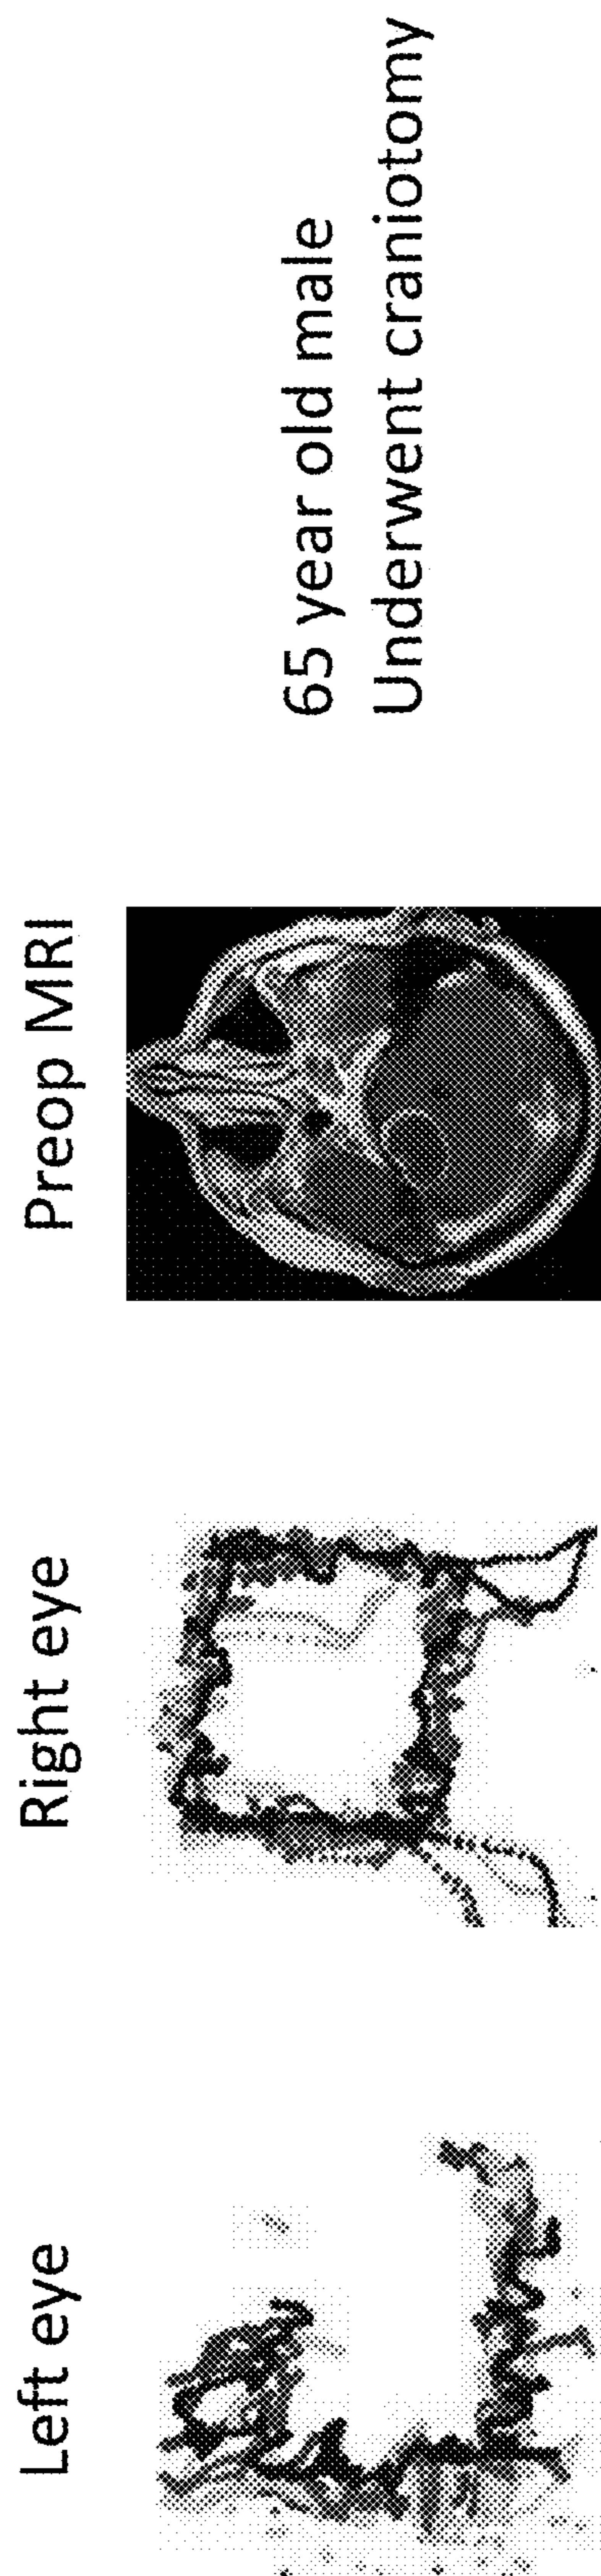 Left eye
Right eye
Preop MRI
65 year old male
Underwent craniotomy